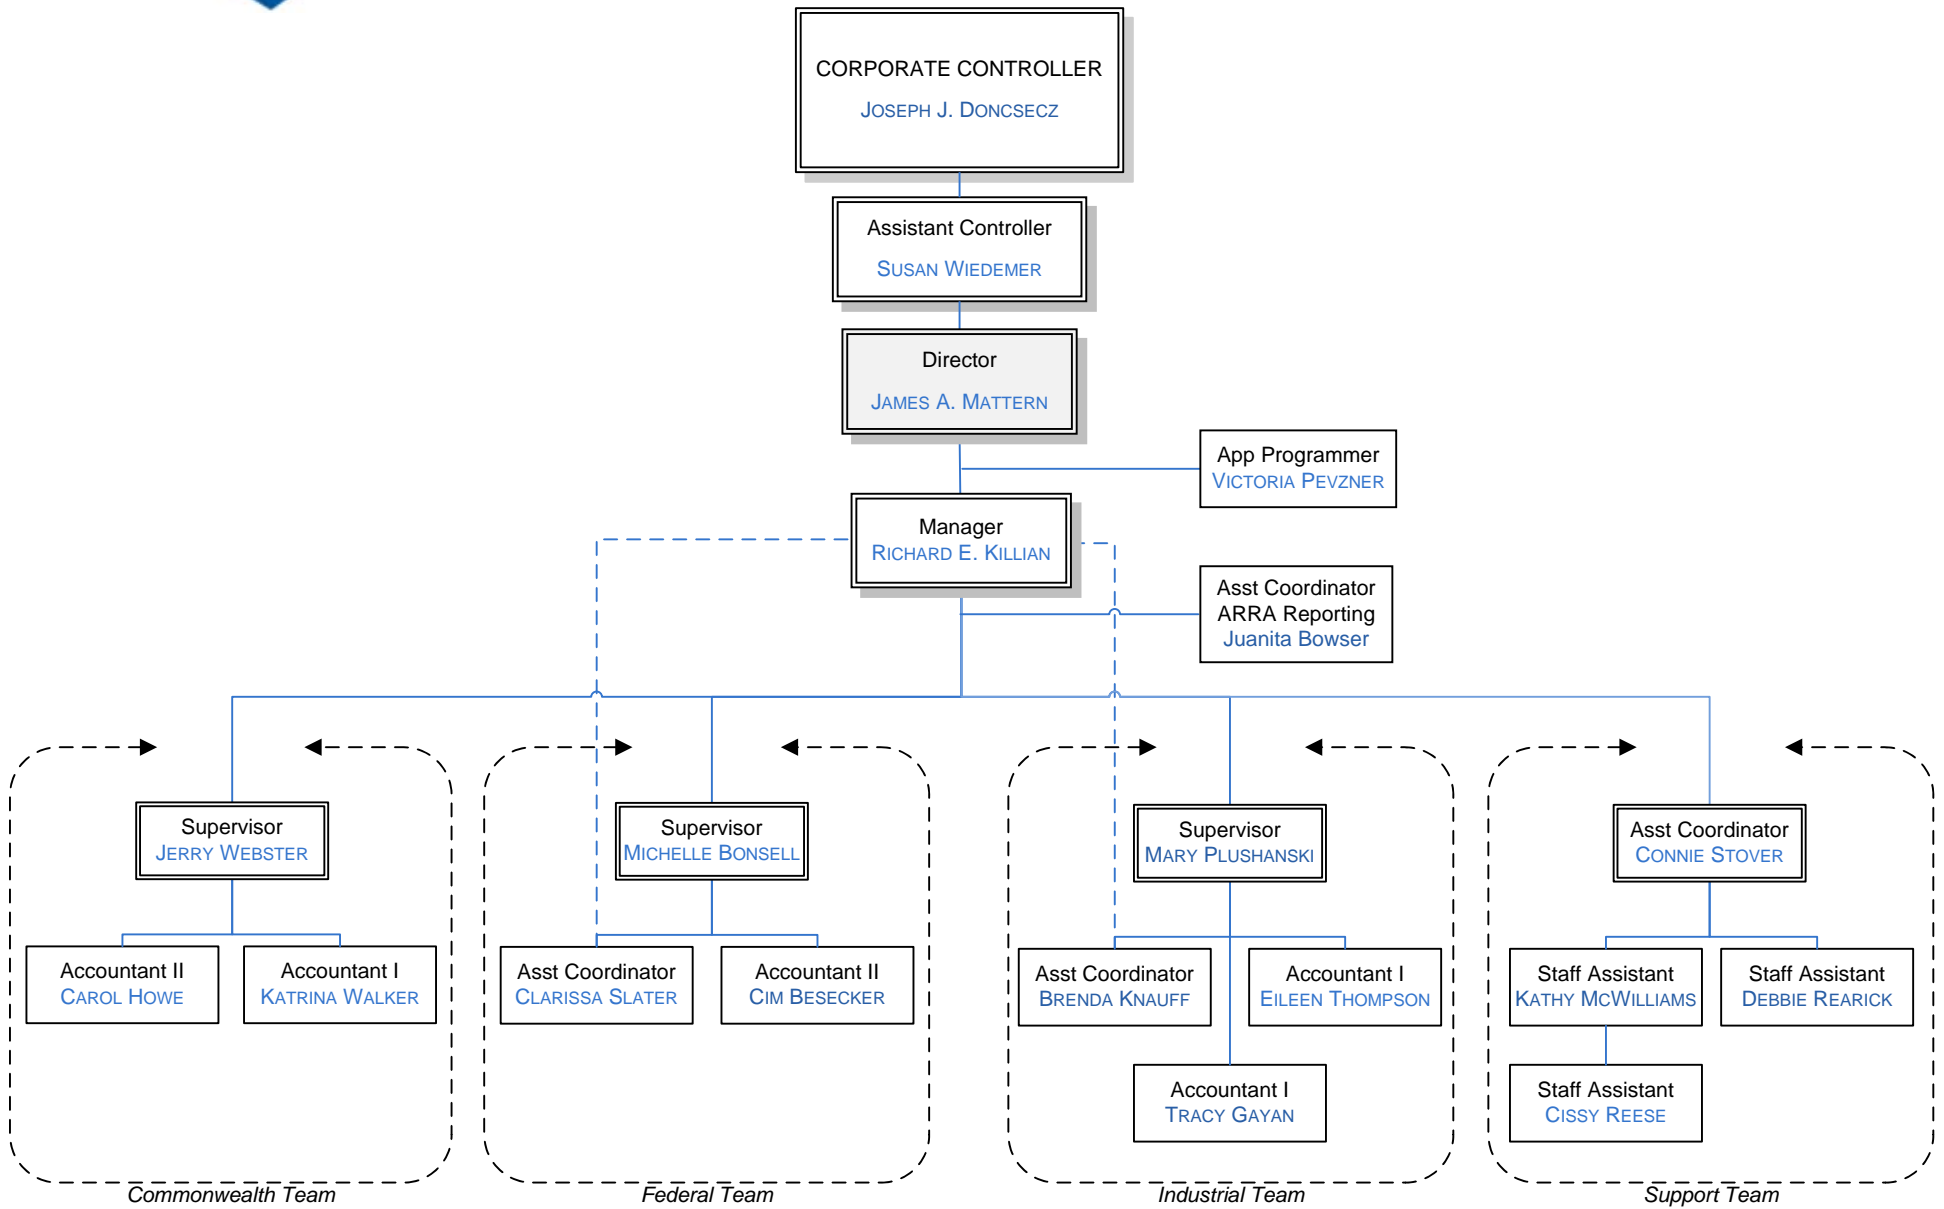 CORPORATE CONTROLLER
JOSEPH J. DONCSECZ
Assistant Controller
SUSAN WIEDEMER
Director
JAMES A. MATTERN
App Programmer
VICTORIA PEVZNER
Manager
RICHARD E. KILLIAN
Asst Coordinator
ARRA Reporting
Juanita Bowser
Supervisor
JERRY WEBSTER
Accountant II
CAROL HOWE
Accountant I
KATRINA WALKER
Commonwealth Team
Supervisor
MICHELLE BONSELL
Asst Coordinator
CLARISSA SLATER
Accountant II
CIM BESECKER
Federal Team
Supervisor
MARY PLUSHANSKI
Asst Coordinator
BRENDA KNAUFF
Accountant I
EILEEN THOMPSON
Accountant I
TRACY GAYAN
Industrial Team
Asst Coordinator
CONNIE STOVER
Staff Assistant
KATHY MCWILLIAMS
Staff Assistant
DEBBIE REARICK
Staff Assistant
CISSY REESE
Support Team